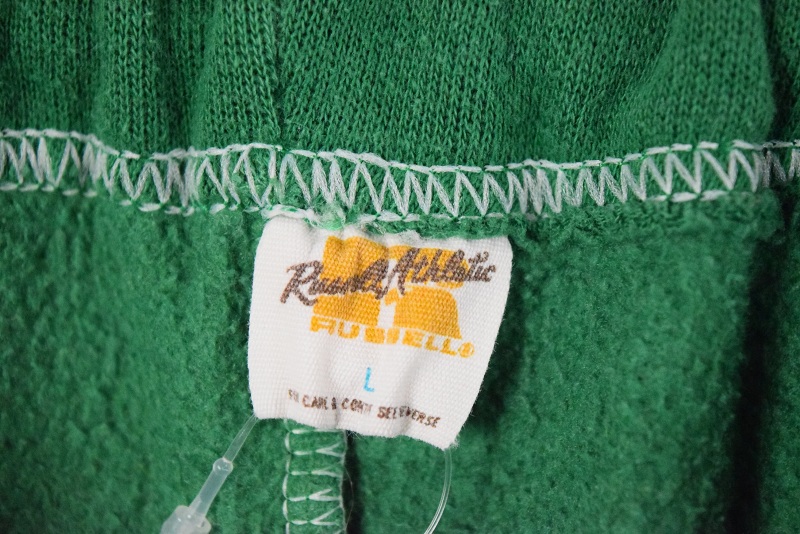 Russell Athletic
RUSSELL®
L
FOR CARE & CONT. SEE REVERSE